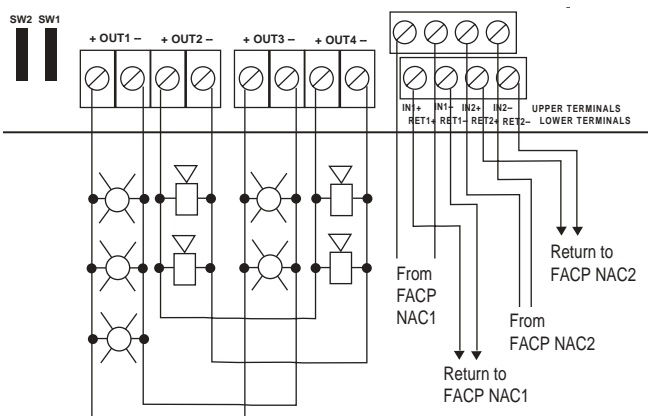 SW2 SW1
+ OUT1 – + OUT2 – + OUT3 – + OUT4 –
IN1+ IN1– IN2+ IN2– UPPER TERMINALS
RET1+ RET1– RET2+ RET2– LOWER TERMINALS
From
FACP
NAC1
Return to
FACP NAC1
From
FACP NAC2
Return to
FACP NAC2